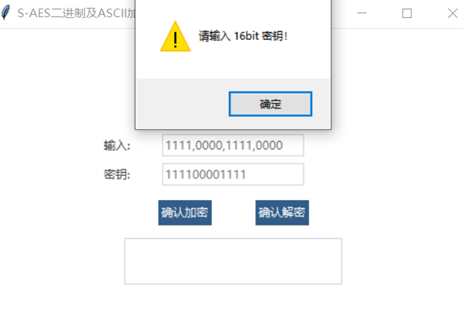 S-AES二进制及ASCII加
请输入 16bit 密钥!
确定
输入: 1111,0000,1111,0000
密钥: 111100001111
确认加密 确认解密